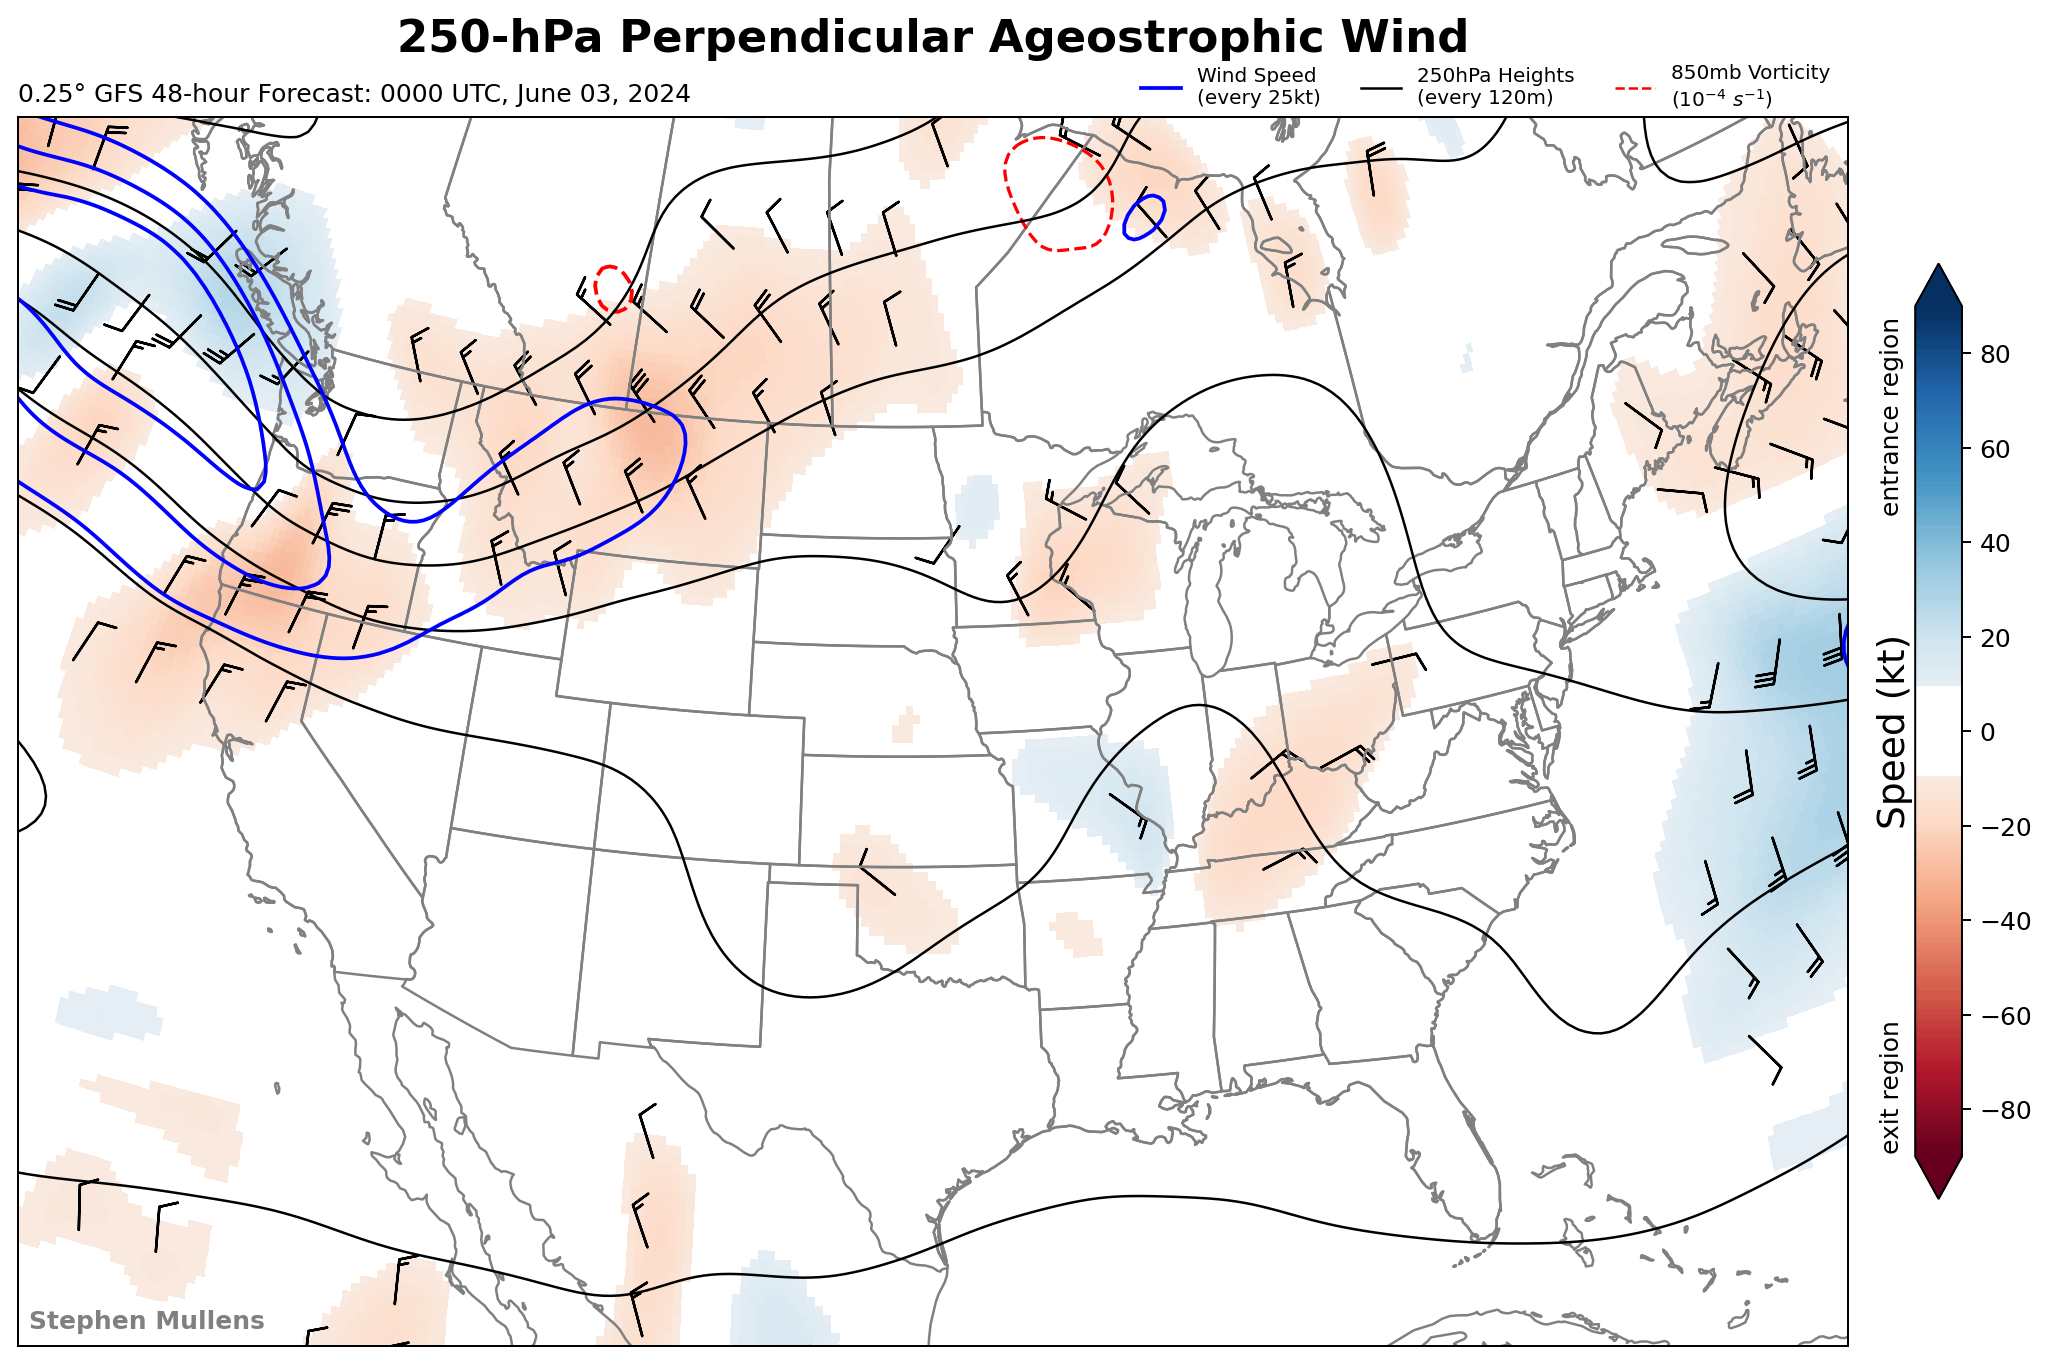 250-hPa Perpendicular Ageostrophic Wind
0.25° GFS 48-hour Forecast: 0000 UTC, June 03, 2024
Wind Speed
(every 25kt)
250hPa Heights
(every 120m)
850mb Vorticity
(10⁻⁴ s⁻¹)
entrance region
Speed (kt)
exit region
80
60
40
20
0
−20
−40
−60
−80
Stephen Mullens